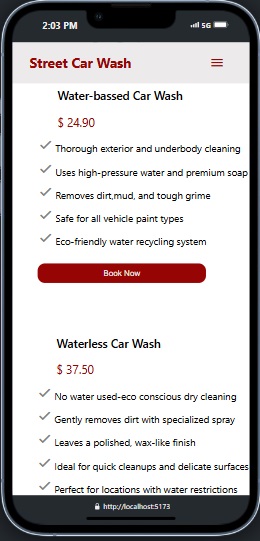 2:03 PM 5G
Street Car Wash
Water-bassed Car Wash
$ 24.90
Thorough exterior and underbody cleaning
Uses high-pressure water and premium soap
Removes dirt,mud, and tough grime
Safe for all vehicle paint types
Eco-friendly water recycling system
Book Now
Waterless Car Wash
$ 37.50
No water used-eco conscious dry cleaning
Gently removes dirt with specialized spray
Leaves a polished, wax-like finish
Ideal for quick cleanups and delicate surfaces
Perfect for locations with water restrictions
http://localhost:5173